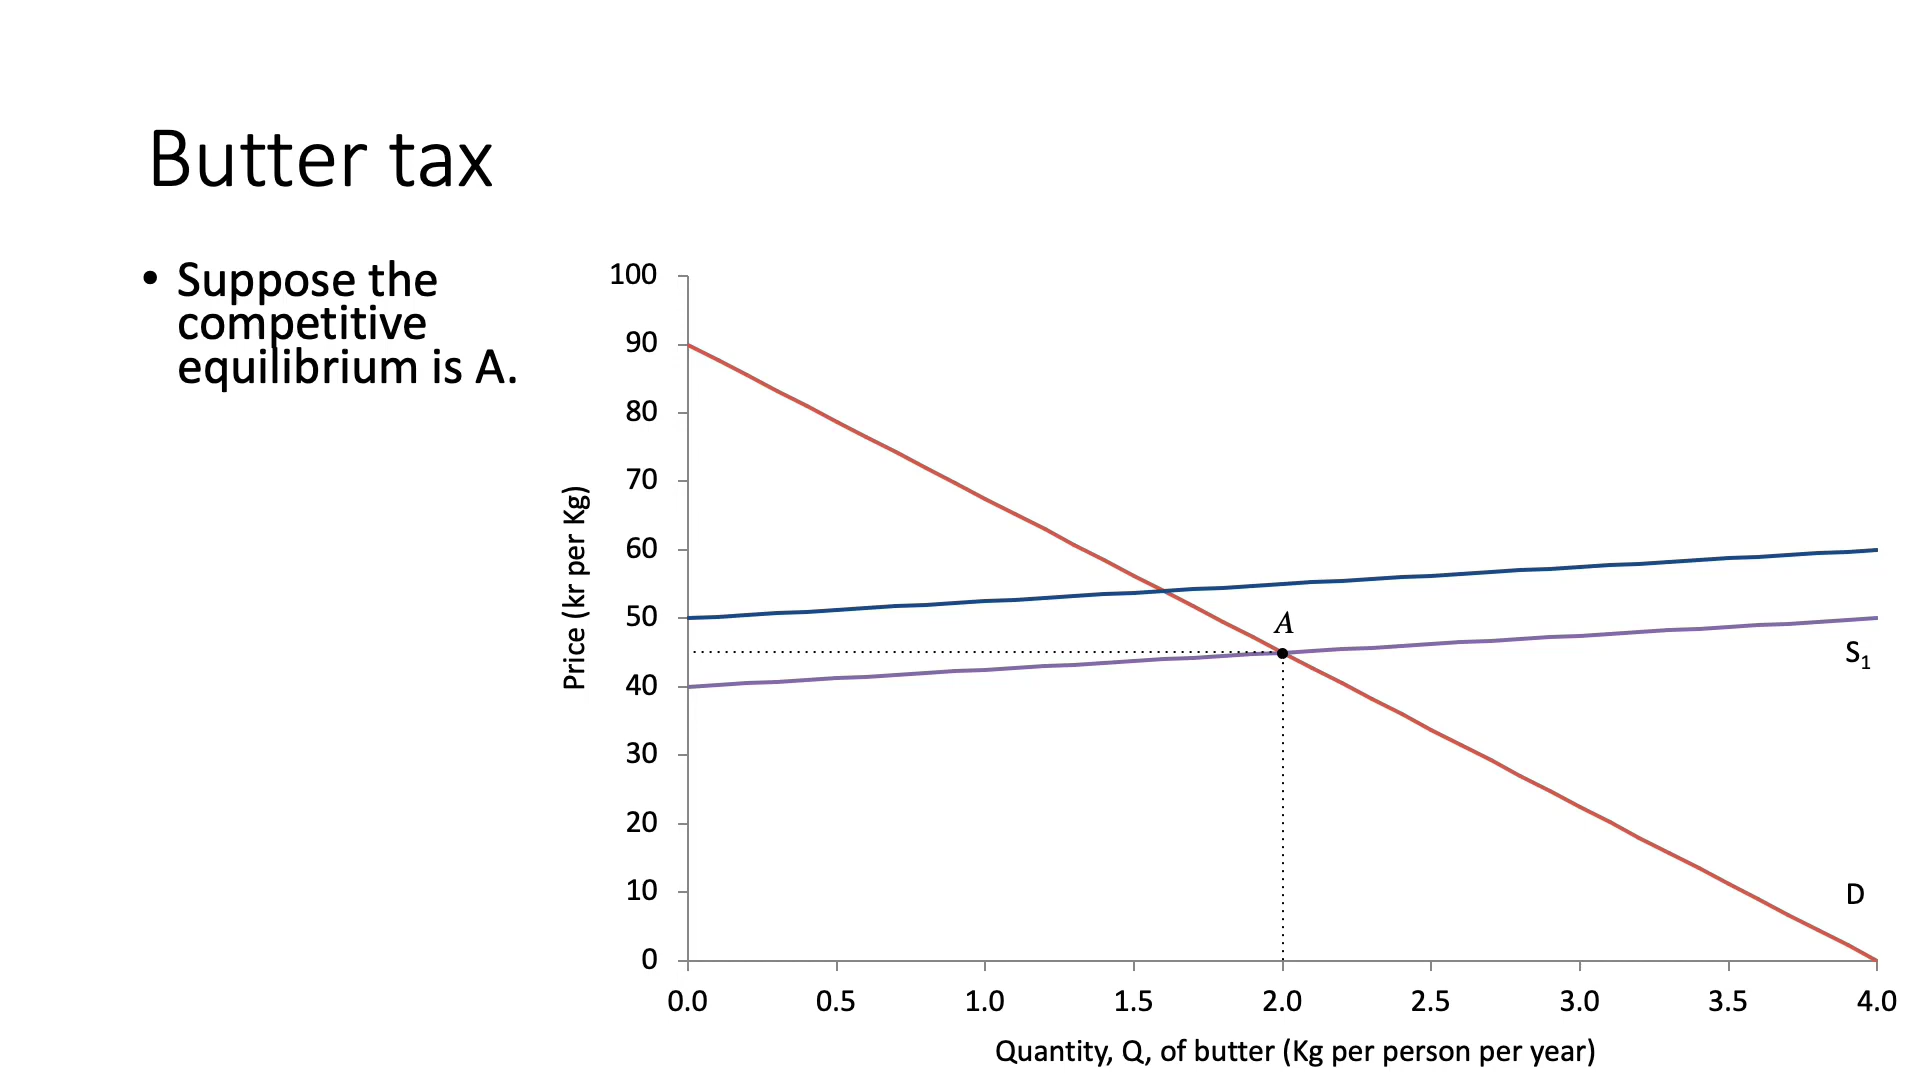 Butter tax
• Suppose the
competitive
equilibrium is A.
100
90
80
70
60
50
40
30
20
10
0
Price (kr per Kg)
A
S₁
D
0.0 0.5 1.0 1.5 2.0 2.5 3.0 3.5 4.0
Quantity, Q, of butter (Kg per person per year)